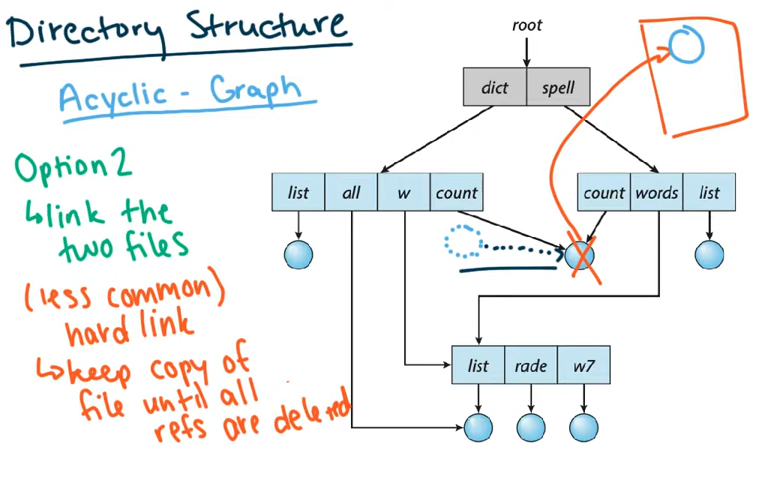 Directory Structure
Acyclic - Graph
Option 2
↳link the
two files
(less common)
hard link
↳keep copy of
file until all
refs are deleted
root
dict spell
list all w count
count words list
list rade w7